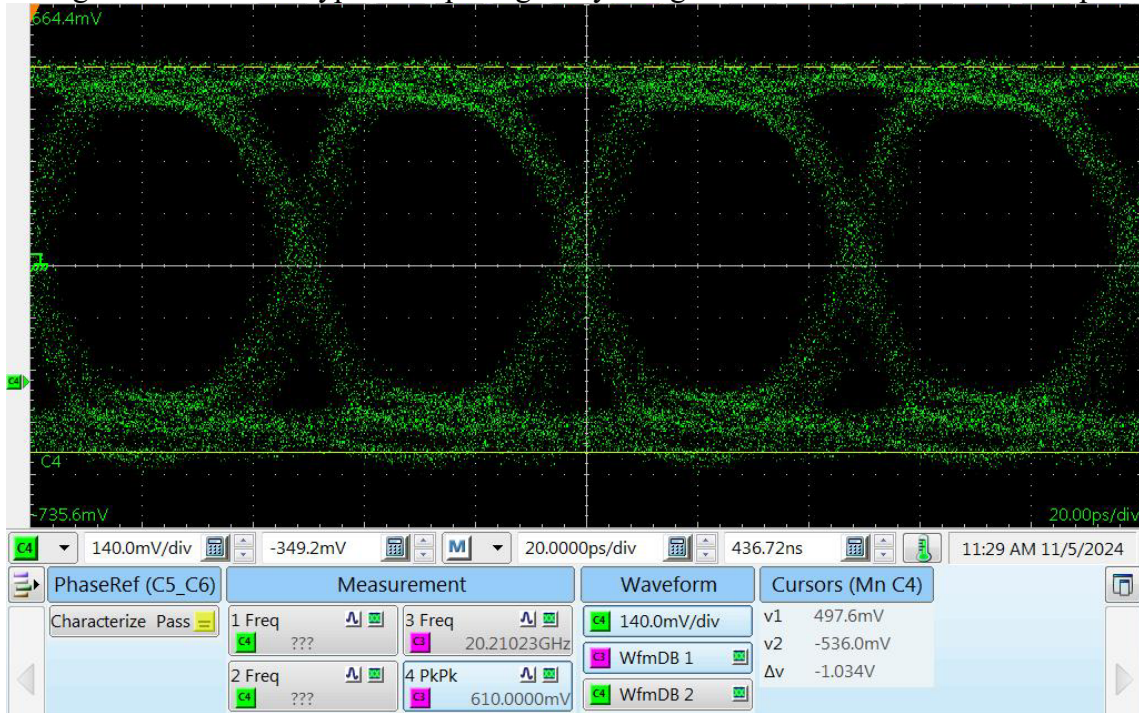 664.4mV
C4
C4
-735.6mV
20.00ps/div
C4 140.0mV/div -349.2mV M 20.0000ps/div 436.72ns 11:29 AM 11/5/2024
PhaseRef (C5_C6) Measurement Waveform Cursors (Mn C4)
Characterize Pass 1 Freq 3 Freq C4 140.0mV/div v1 497.6mV
C4 ??? C3 20.21023GHz v2 -536.0mV
C3 WfmDB 1 Δv -1.034V
2 Freq 4 PkPk
C4 ??? C3 610.0000mV C4 WfmDB 2